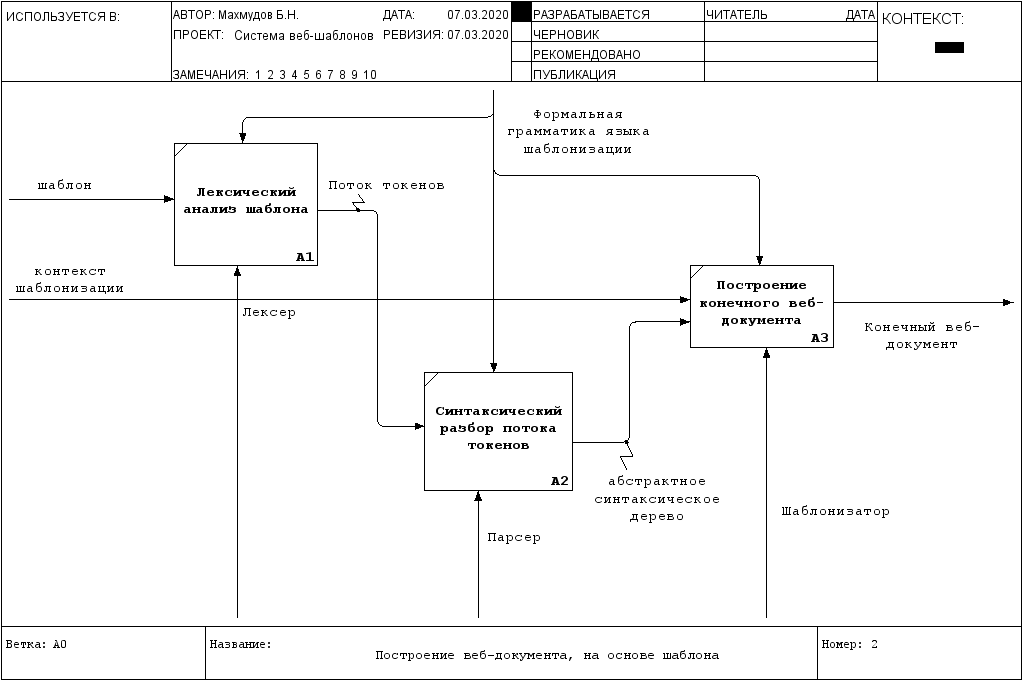 ИСПОЛЬЗУЕТСЯ В:
АВТОР: Махмудов Б.Н.
ДАТА: 07.03.2020
РАЗРАБАТЫВАЕТСЯ
ЧИТАТЕЛЬ
ДАТА
КОНТЕКСТ:
ПРОЕКТ: Система веб-шаблонов
РЕВИЗИЯ: 07.03.2020
ЧЕРНОВИК
РЕКОМЕНДОВАНО
ЗАМЕЧАНИЯ: 1 2 3 4 5 6 7 8 9 10
ПУБЛИКАЦИЯ
Формальная
грамматика языка
шаблонизации
шаблон
Лексический
анализ шаблона
A1
Поток токенов
контекст
шаблонизации
Лексер
Построение
конечного веб-
документа
A3
Конечный веб-
документ
Синтаксический
разбор потока
токенов
A2
абстрактное
синтаксическое
дерево
Шаблонизатор
Парсер
Ветка: A0
Название:
Построение веб-документа, на основе шаблона
Номер: 2